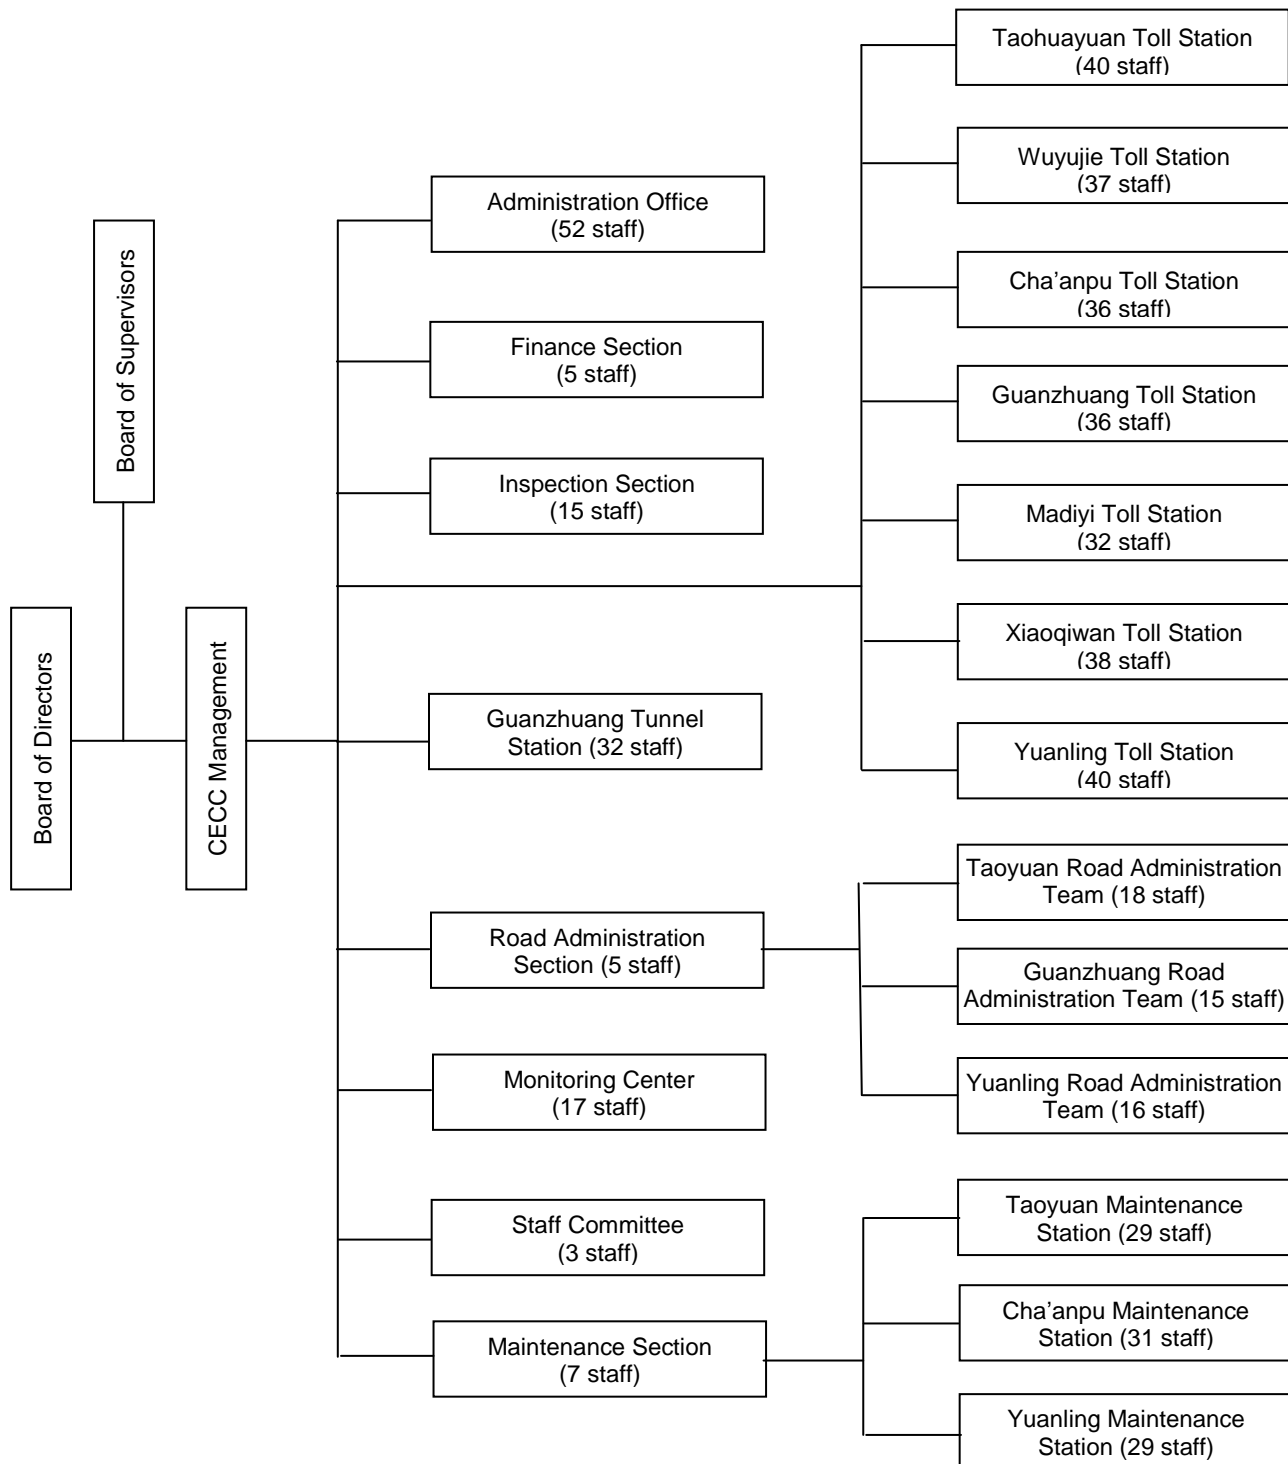 Board of Directors
Board of Supervisors
CECC Management
Administration Office
(52 staff)
Finance Section
(5 staff)
Inspection Section
(15 staff)
Guanzhuang Tunnel
Station (32 staff)
Road Administration
Section (5 staff)
Monitoring Center
(17 staff)
Staff Committee
(3 staff)
Maintenance Section
(7 staff)
Taohuayuan Toll Station
(40 staff)
Wuyujie Toll Station
(37 staff)
Cha’anpu Toll Station
(36 staff)
Guanzhuang Toll Station
(36 staff)
Madiyi Toll Station
(32 staff)
Xiaoqiwan Toll Station
(38 staff)
Yuanling Toll Station
(40 staff)
Taoyuan Road Administration
Team (18 staff)
Guanzhuang Road
Administration Team (15 staff)
Yuanling Road Administration
Team (16 staff)
Taoyuan Maintenance
Station (29 staff)
Cha’anpu Maintenance
Station (31 staff)
Yuanling Maintenance
Station (29 staff)